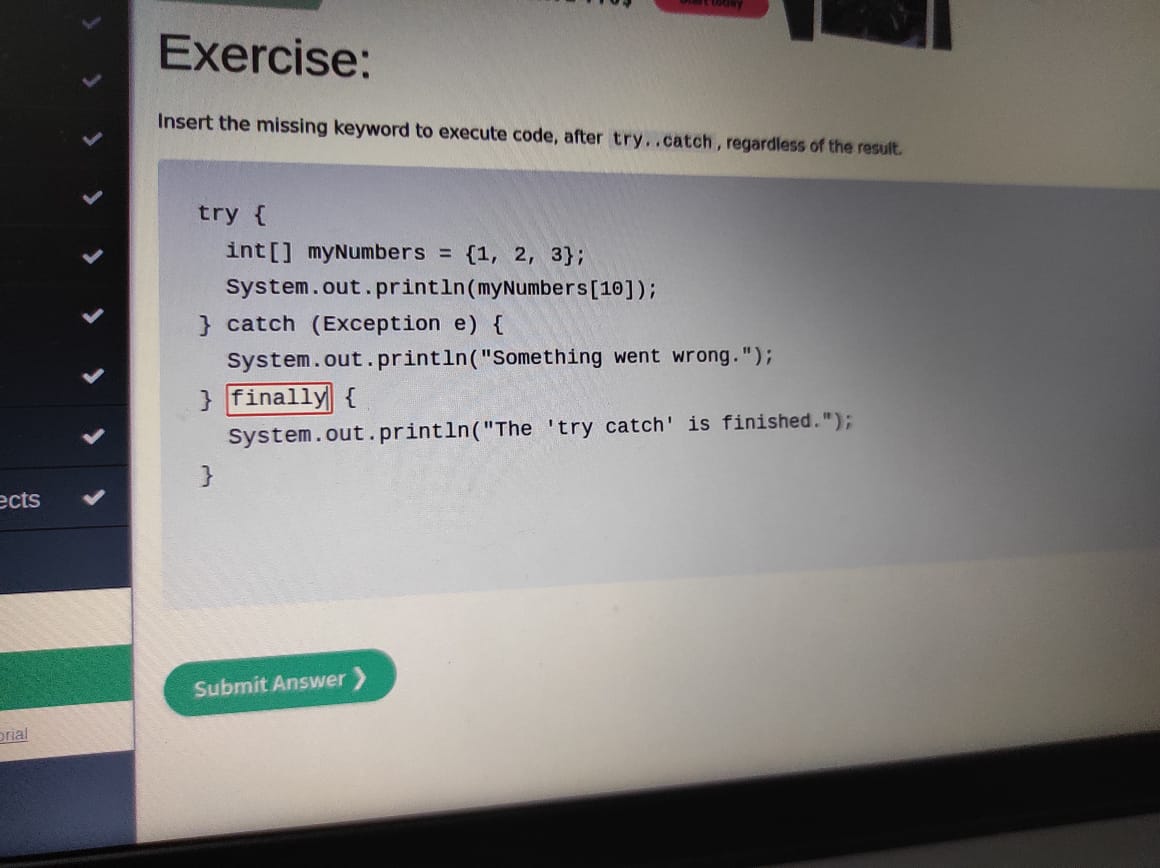 Exercise:
Insert the missing keyword to execute code, after try..catch, regardless of the result.
try {
int[] myNumbers = {1, 2, 3};
System.out.println(myNumbers[10]);
} catch (Exception e) {
System.out.println("Something went wrong.");
} finally {
System.out.println("The 'try catch' is finished.");
}
ects
Submit Answer ❯
orial